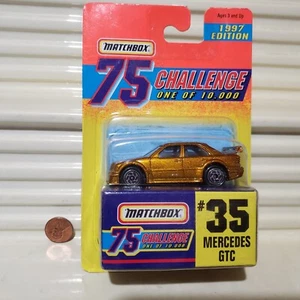 Ages 3 and Up
MATCHBOX
1997
EDITION
75 CHALLENGE
ONE OF 10,000
MATCHBOX
75 CHALLENGE
ONE OF 10,000
#35
MERCEDES
GTC